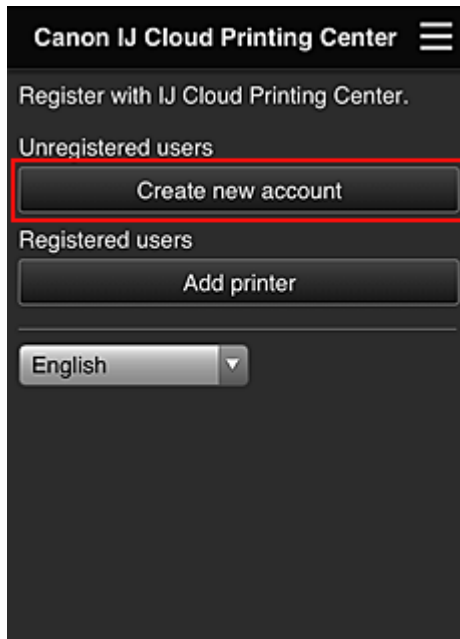 Canon IJ Cloud Printing Center
Register with IJ Cloud Printing Center.
Unregistered users
Create new account
Registered users
Add printer
English